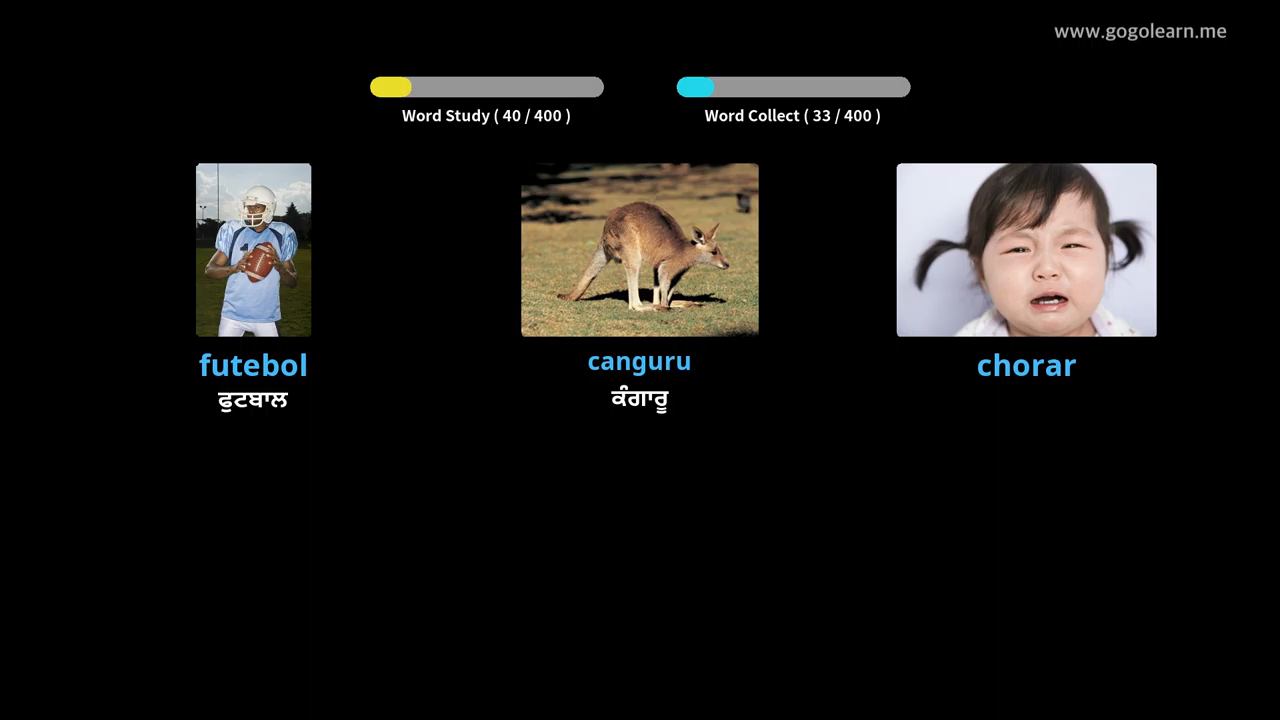 www.gogolearn.me
Word Study ( 40 / 400 )
Word Collect ( 33 / 400 )
futebol
canguru
chorar
ਫੁਟਬਾਲ
ਕੰਗਾਰੂ